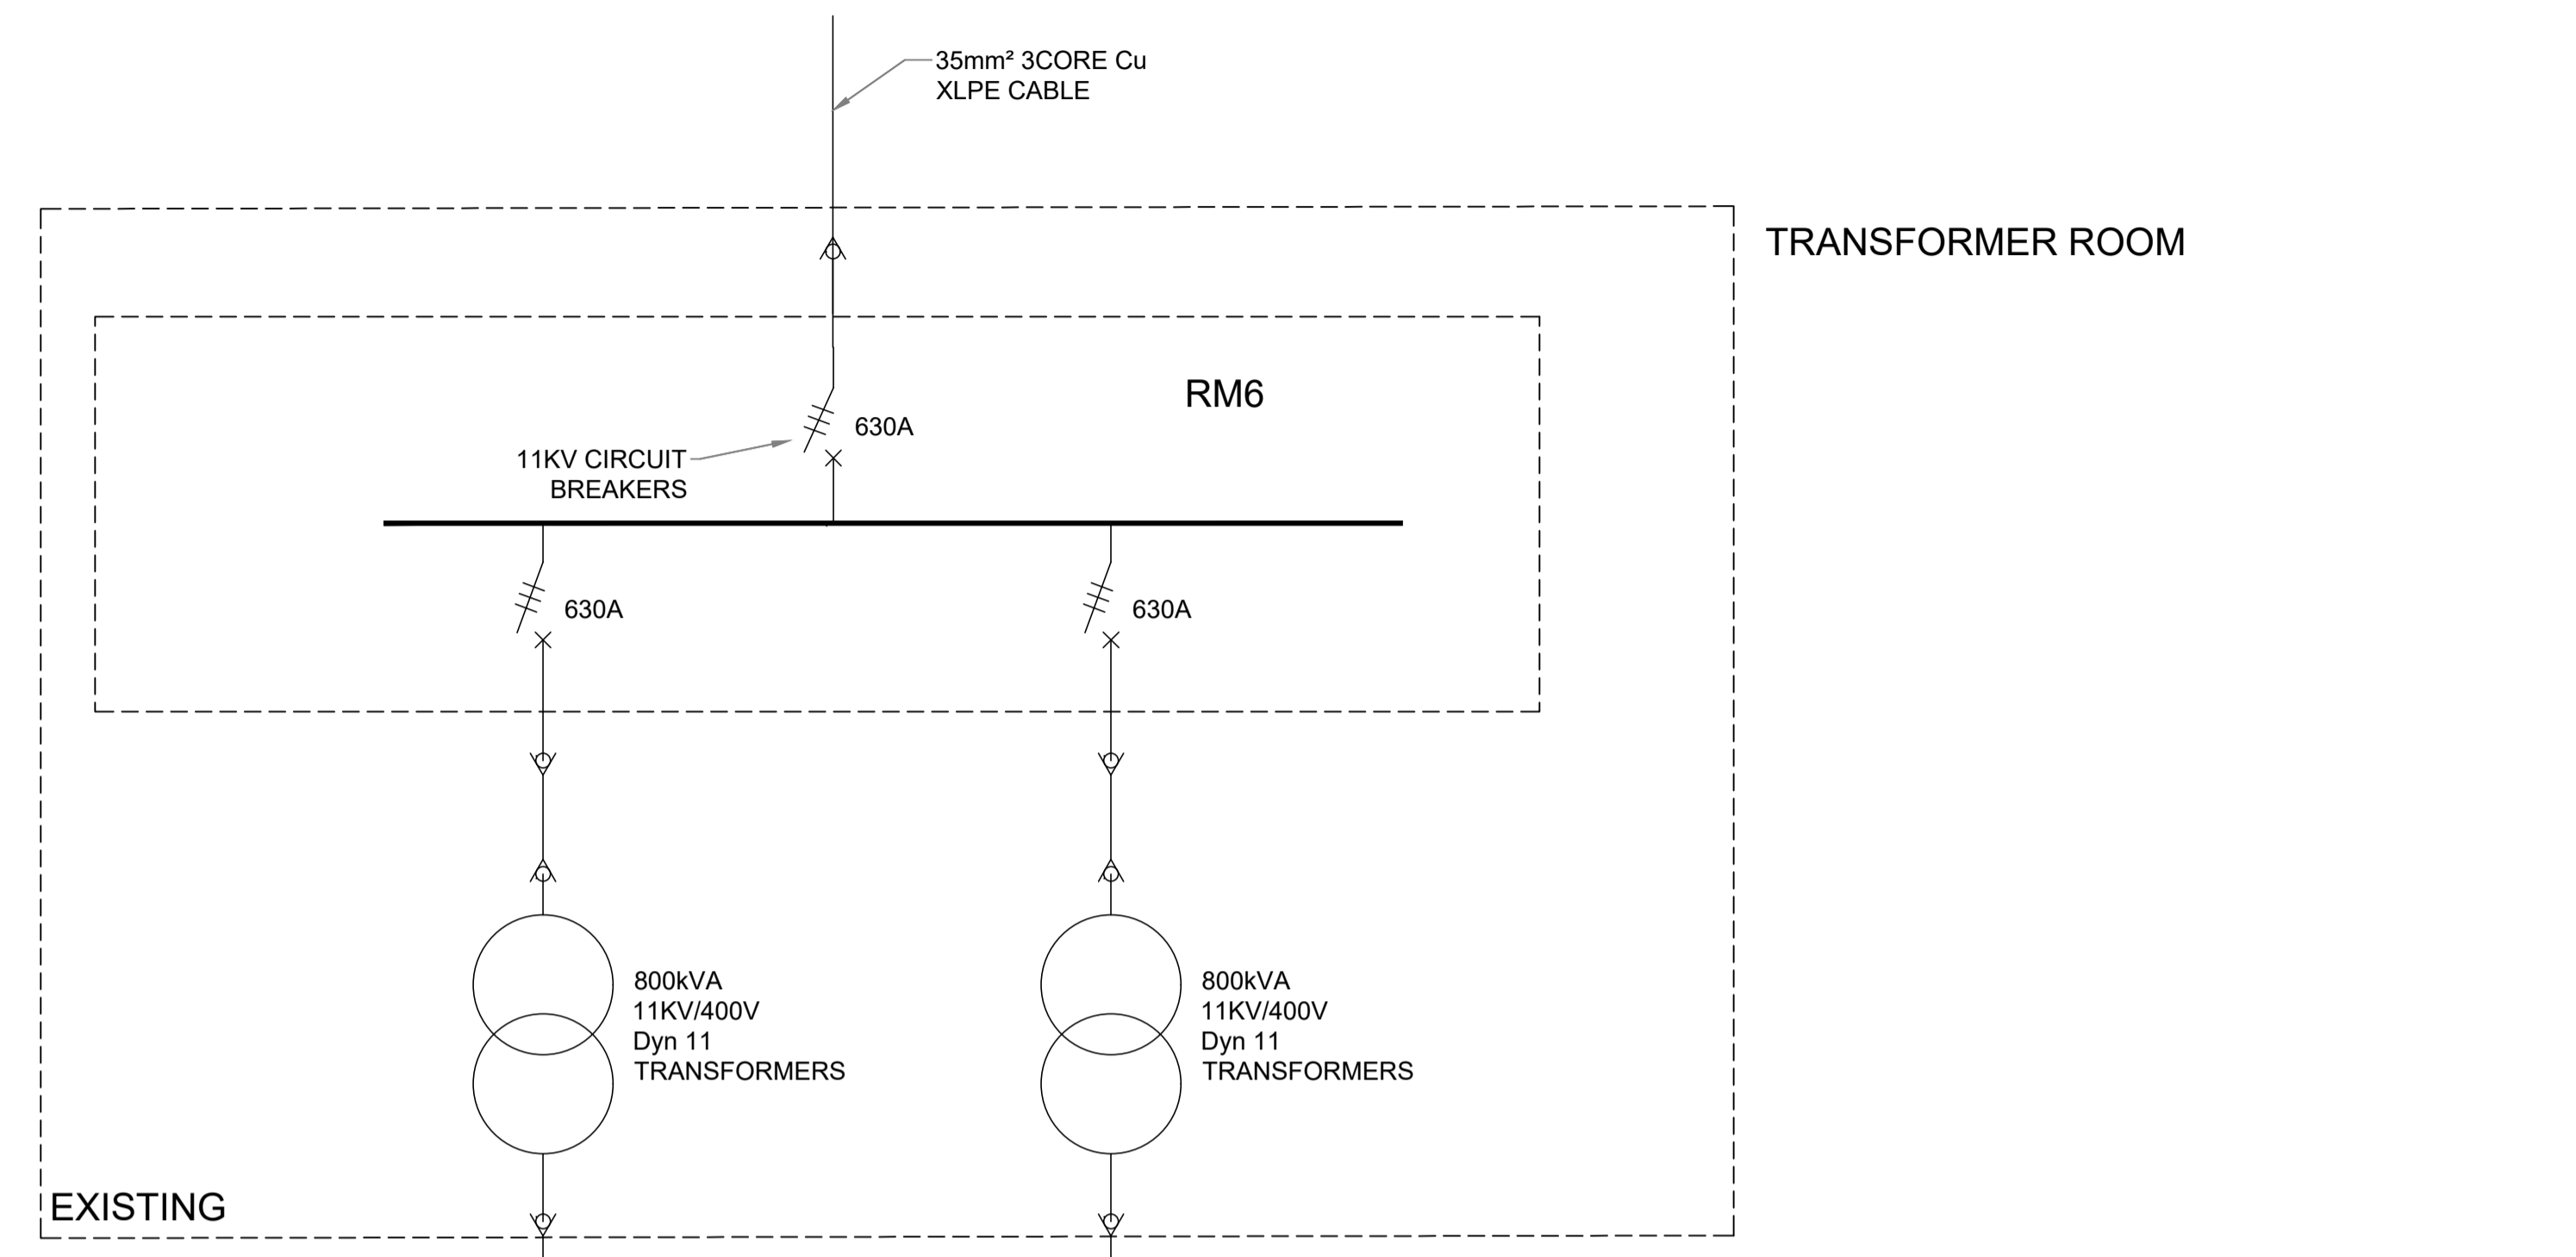 35mm² 3CORE Cu
XLPE CABLE
TRANSFORMER ROOM
RM6
630A
11KV CIRCUIT
BREAKERS
630A
630A
800kVA
11KV/400V
Dyn 11
TRANSFORMERS
800kVA
11KV/400V
Dyn 11
TRANSFORMERS
EXISTING